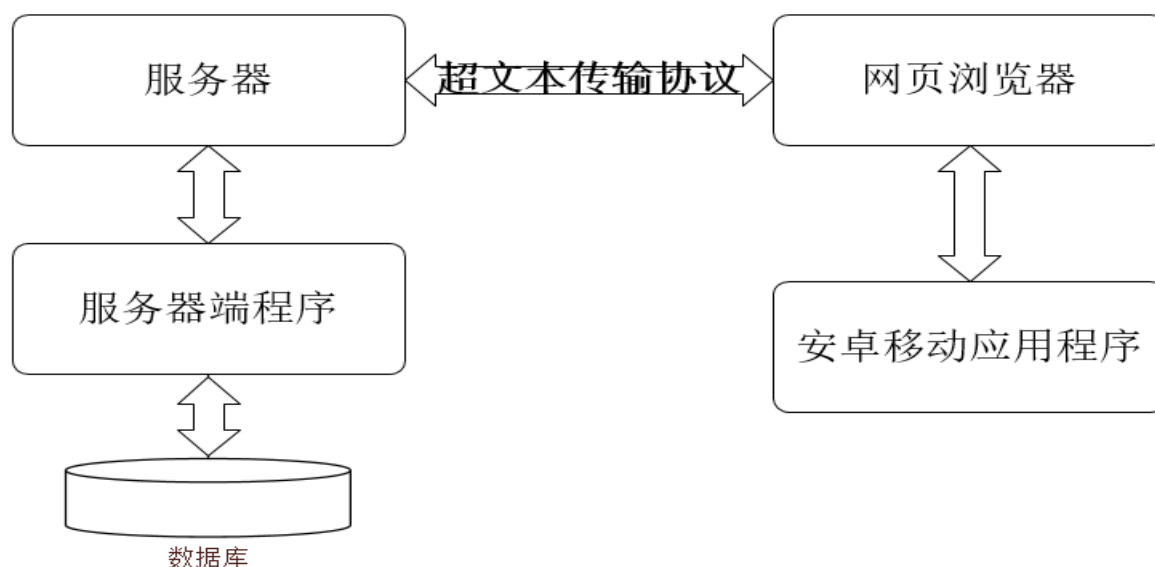 服务器
超文本传输协议
网页浏览器
服务器端程序
安卓移动应用程序
数据库